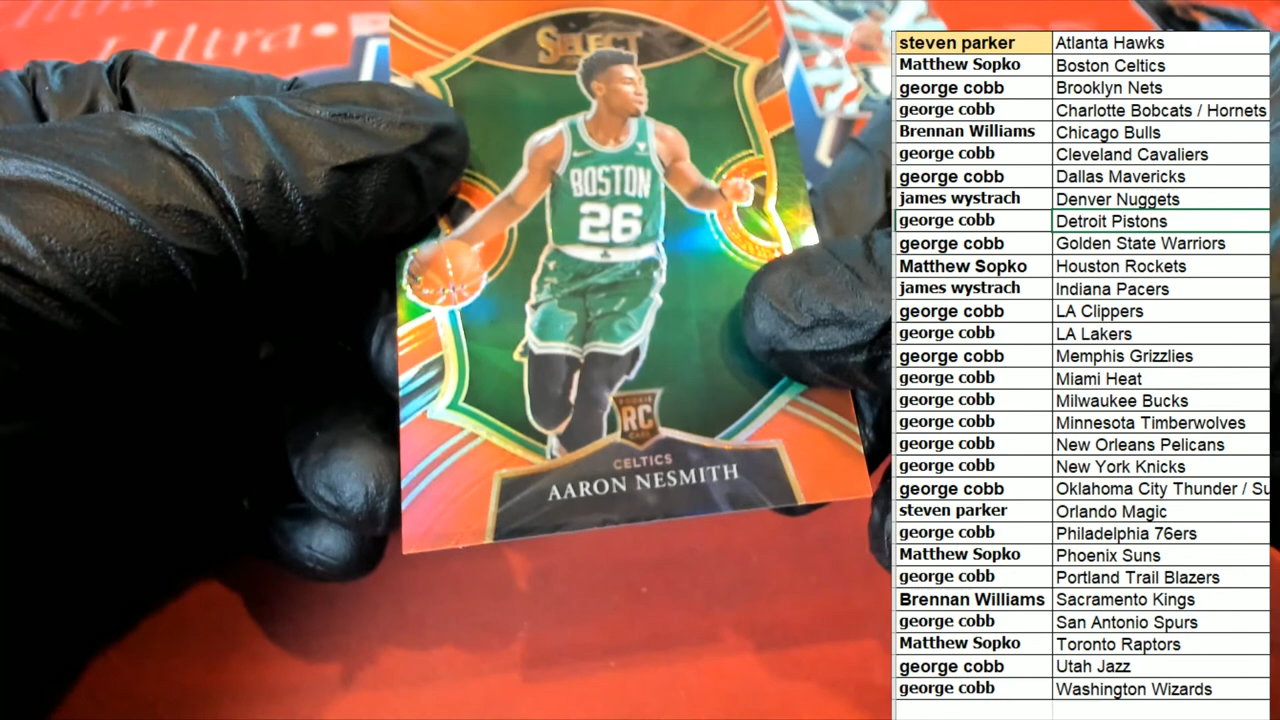 Ultra
SELECT
BOSTON
26
ROOKIE
RC
CARD
CELTICS
AARON NESMITH
steven parker Atlanta Hawks
Matthew Sopko Boston Celtics
george cobb Brooklyn Nets
george cobb Charlotte Bobcats / Hornets
Brennan Williams Chicago Bulls
george cobb Cleveland Cavaliers
george cobb Dallas Mavericks
james wystrach Denver Nuggets
george cobb Detroit Pistons
george cobb Golden State Warriors
Matthew Sopko Houston Rockets
james wystrach Indiana Pacers
george cobb LA Clippers
george cobb LA Lakers
george cobb Memphis Grizzlies
george cobb Miami Heat
george cobb Milwaukee Bucks
george cobb Minnesota Timberwolves
george cobb New Orleans Pelicans
george cobb New York Knicks
george cobb Oklahoma City Thunder / Su
steven parker Orlando Magic
george cobb Philadelphia 76ers
Matthew Sopko Phoenix Suns
george cobb Portland Trail Blazers
Brennan Williams Sacramento Kings
george cobb San Antonio Spurs
Matthew Sopko Toronto Raptors
george cobb Utah Jazz
george cobb Washington Wizards